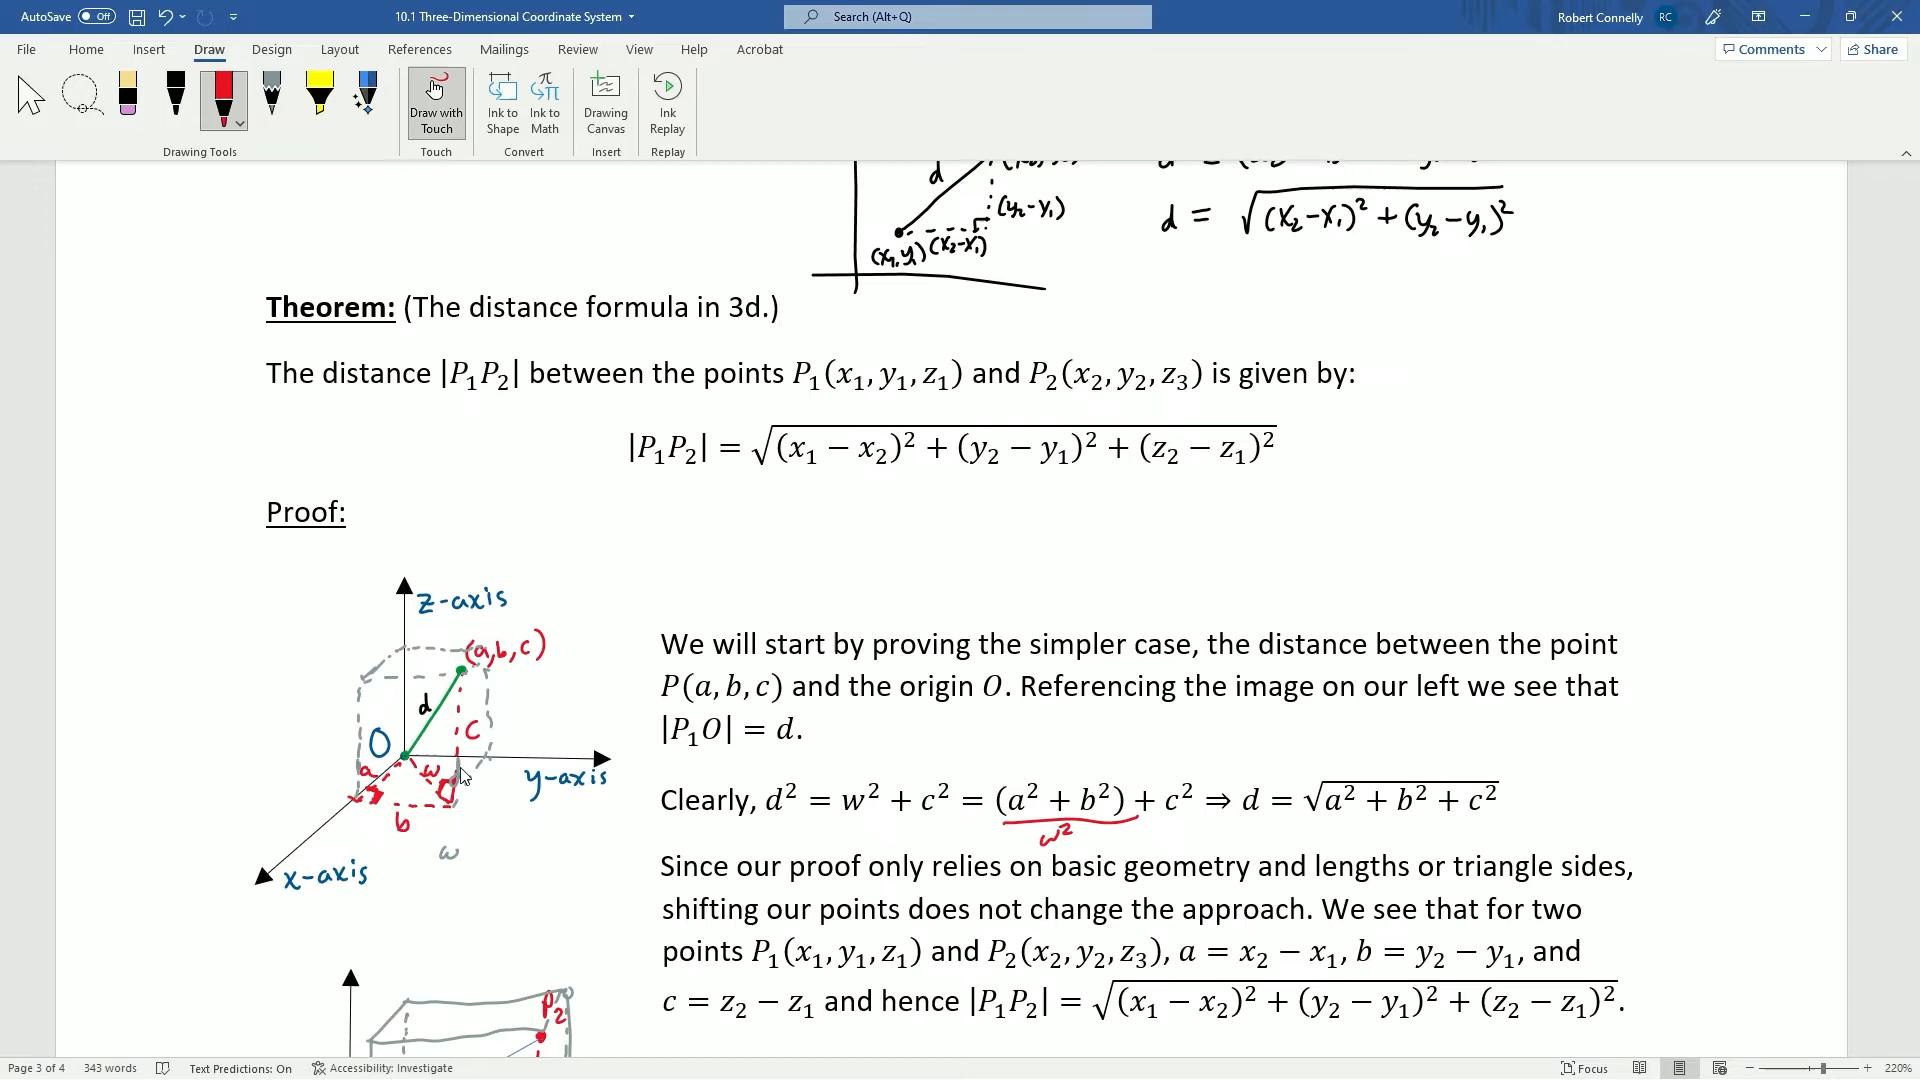 AutoSave Off 10.1 Three-Dimensional Coordinate System Search (Alt+Q) Robert Connelly RC
File Home Insert Draw Design Layout References Mailings Review View Help Acrobat Comments Share
Draw with Touch Ink to Shape Ink to Math Drawing Canvas Ink Replay
Drawing Tools Touch Convert Insert Replay
d
(y₂-y₁)
d = √((x₂-x₁)² + (y₂-y₁)²)
(x₁,y₁) (x₂-x₁)
Theorem: (The distance formula in 3d.)
The distance |P₁P₂| between the points P₁(x₁, y₁, z₁) and P₂(x₂, y₂, z₃) is given by:
|P₁P₂| = √((x₁ − x₂)² + (y₂ − y₁)² + (z₂ − z₁)²)
Proof:
z-axis
(a,b,c)
d
c
O
a
w
y-axis
b
w
x-axis
We will start by proving the simpler case, the distance between the point
P(a, b, c) and the origin O. Referencing the image on our left we see that
|P₁O| = d.
Clearly, d² = w² + c² = (a² + b²) + c² ⇒ d = √(a² + b² + c²)
w²
Since our proof only relies on basic geometry and lengths or triangle sides,
shifting our points does not change the approach. We see that for two
points P₁(x₁, y₁, z₁) and P₂(x₂, y₂, z₃), a = x₂ − x₁, b = y₂ − y₁, and
c = z₂ − z₁ and hence |P₁P₂| = √((x₁ − x₂)² + (y₂ − y₁)² + (z₂ − z₁)²).
P₂
Page 3 of 4 343 words Text Predictions: On Accessibility: Investigate Focus 220%